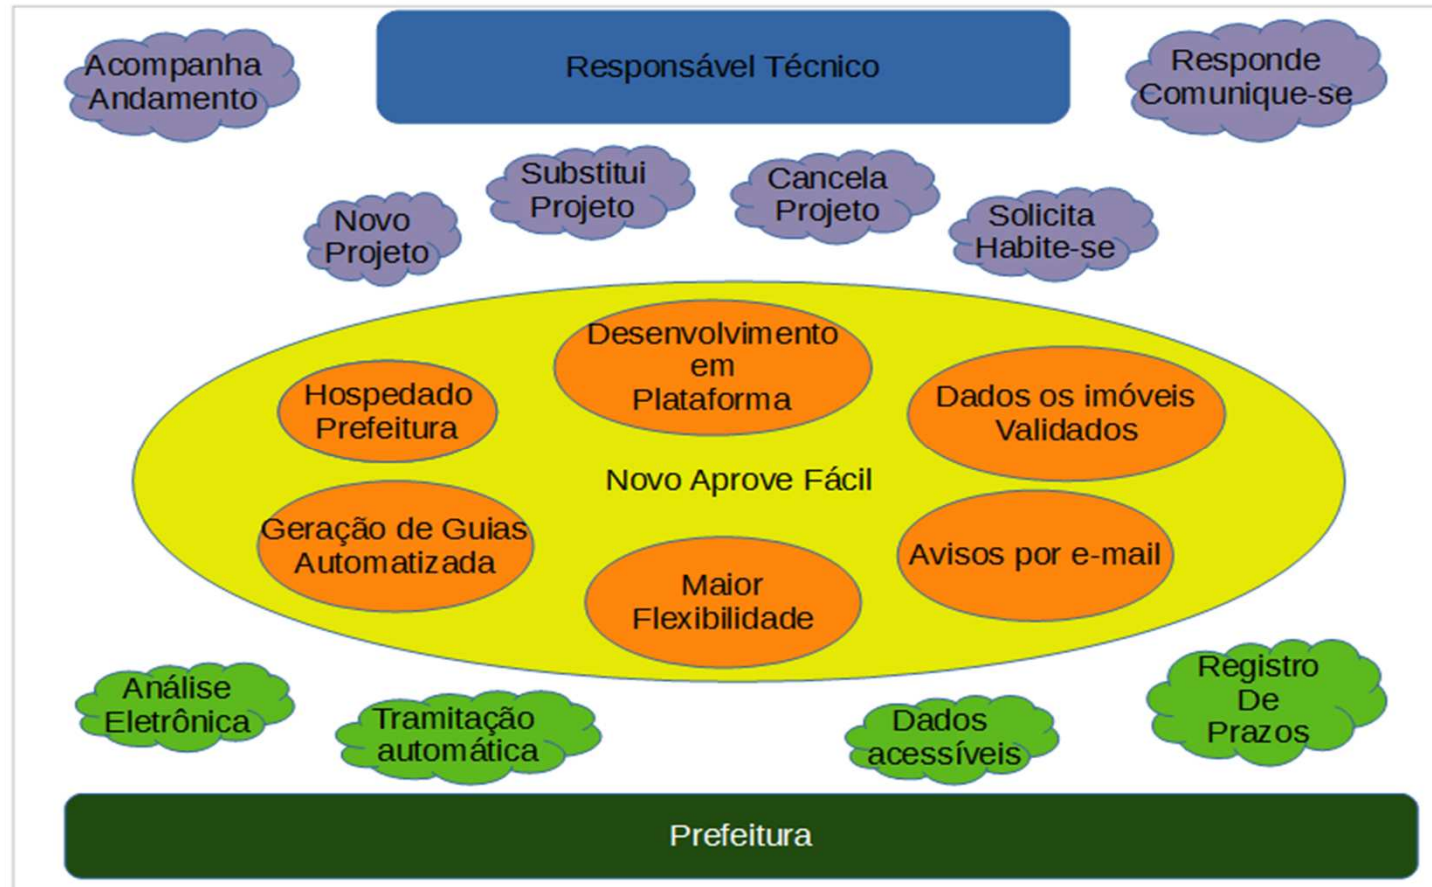 Acompanha
Andamento
Responsável Técnico
Responde
Comunique-se
Novo
Projeto
Substitui
Projeto
Cancela
Projeto
Solicita
Habite-se
Desenvolvimento
em
Plataforma
Hospedado
Prefeitura
Dados os imóveis
Validados
Novo Aprove Fácil
Geração de Guias
Automatizada
Maior
Flexibilidade
Avisos por e-mail
Análise
Eletrônica
Tramitação
automática
Dados
acessíveis
Registro
De
Prazos
Prefeitura